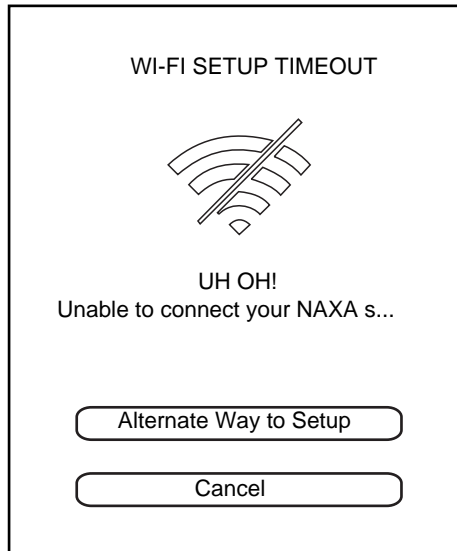 WI-FI SETUP TIMEOUT
UH OH!
Unable to connect your NAXA s...
Alternate Way to Setup
Cancel